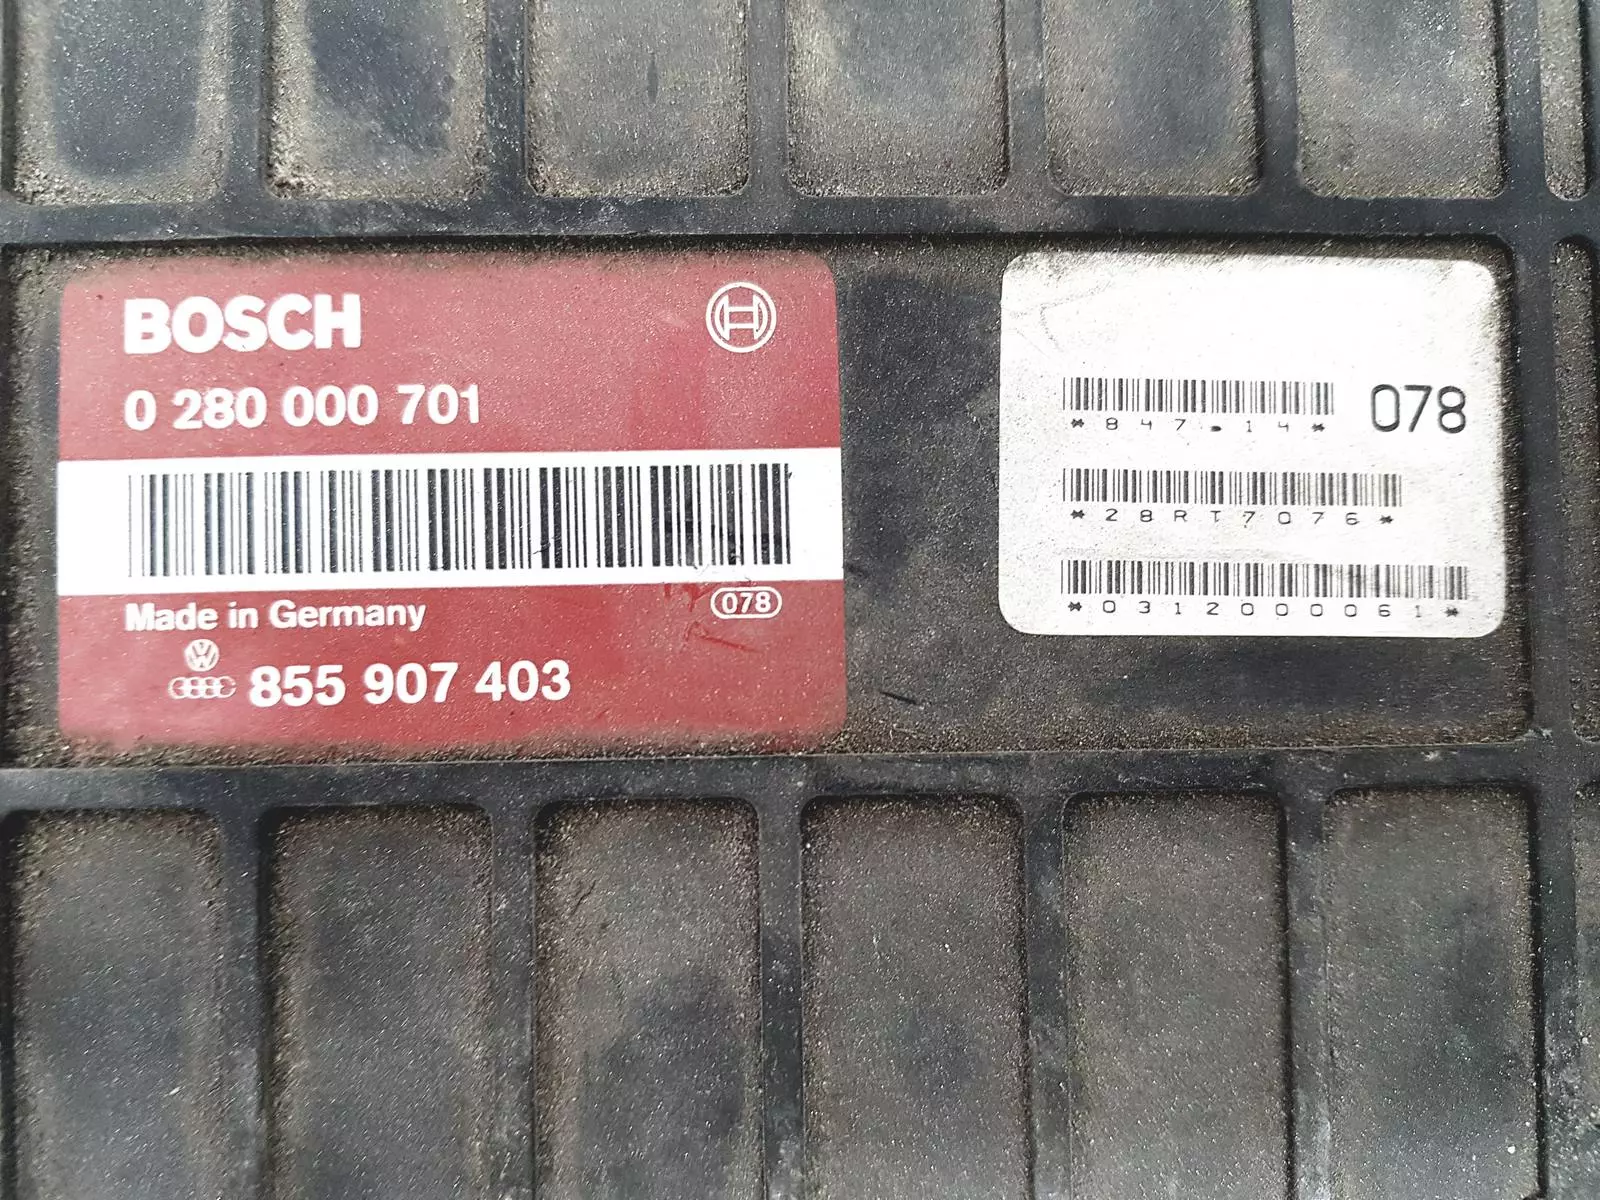 BOSCH
0 280 000 701
Made in Germany
078
855 907 403
*847.14*
078
*28RT7076*
*0312000061*